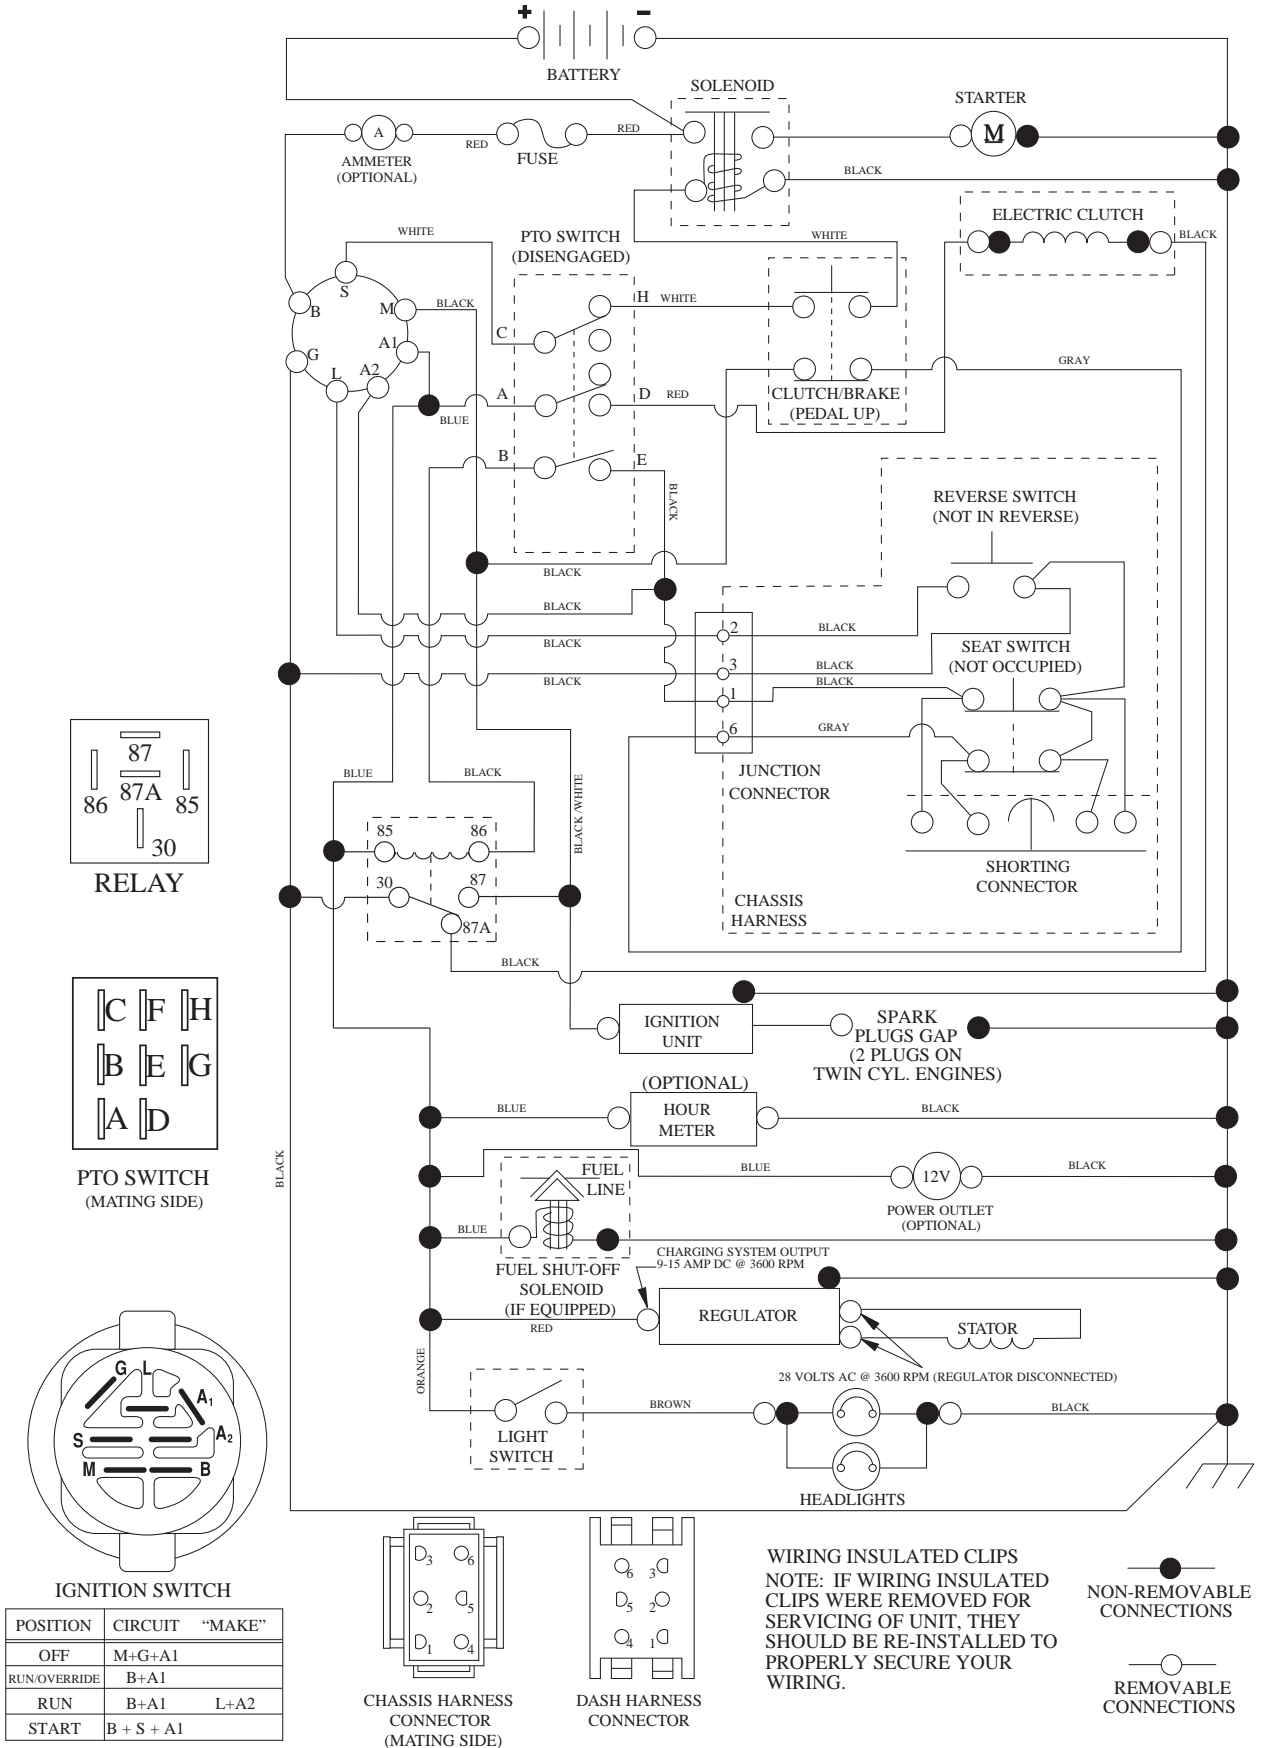 + -
BATTERY
SOLENOID
STARTER
A
RED
FUSE
RED
M
AMMETER
(OPTIONAL)
BLACK
ELECTRIC CLUTCH
WHITE
PTO SWITCH
(DISENGAGED)
WHITE
BLACK
S
B
M
BLACK
H
WHITE
C
G
A1
L
A2
GRAY
A
D
RED
CLUTCH/BRAKE
(PEDAL UP)
BLUE
B
E
BLACK
REVERSE SWITCH
(NOT IN REVERSE)
BLACK
BLACK
BLACK
2
BLACK
SEAT SWITCH
(NOT OCCUPIED)
3
BLACK
BLACK
BLACK
1
6
GRAY
87
86
87A
85
30
RELAY
BLUE
BLACK
BLACK /WHITE
JUNCTION
CONNECTOR
85
86
30
87
87A
SHORTING
CONNECTOR
CHASSIS
HARNESS
BLACK
C F H
B E G
A D
PTO SWITCH
(MATING SIDE)
IGNITION
UNIT
SPARK
PLUGS GAP
(2 PLUGS ON
TWIN CYL. ENGINES)
(OPTIONAL)
BLUE
HOUR
METER
BLACK
BLACK
FUEL
LINE
BLUE
12V
BLACK
POWER OUTLET
(OPTIONAL)
BLUE
FUEL SHUT-OFF
SOLENOID
(IF EQUIPPED)
CHARGING SYSTEM OUTPUT
9-15 AMP DC @ 3600 RPM
RED
REGULATOR
STATOR
28 VOLTS AC @ 3600 RPM (REGULATOR DISCONNECTED)
ORANGE
LIGHT
SWITCH
BROWN
BLACK
HEADLIGHTS
G L
A1
A2
S
M
B
IGNITION SWITCH
POSITION CIRCUIT "MAKE"
OFF M+G+A1
RUN/OVERRIDE B+A1
RUN B+A1 L+A2
START B + S + A1
3 6
2 5
1 4
CHASSIS HARNESS
CONNECTOR
(MATING SIDE)
6 3
5 2
4 1
DASH HARNESS
CONNECTOR
WIRING INSULATED CLIPS
NOTE: IF WIRING INSULATED
CLIPS WERE REMOVED FOR
SERVICING OF UNIT, THEY
SHOULD BE RE-INSTALLED TO
PROPERLY SECURE YOUR
WIRING.
NON-REMOVABLE
CONNECTIONS
REMOVABLE
CONNECTIONS